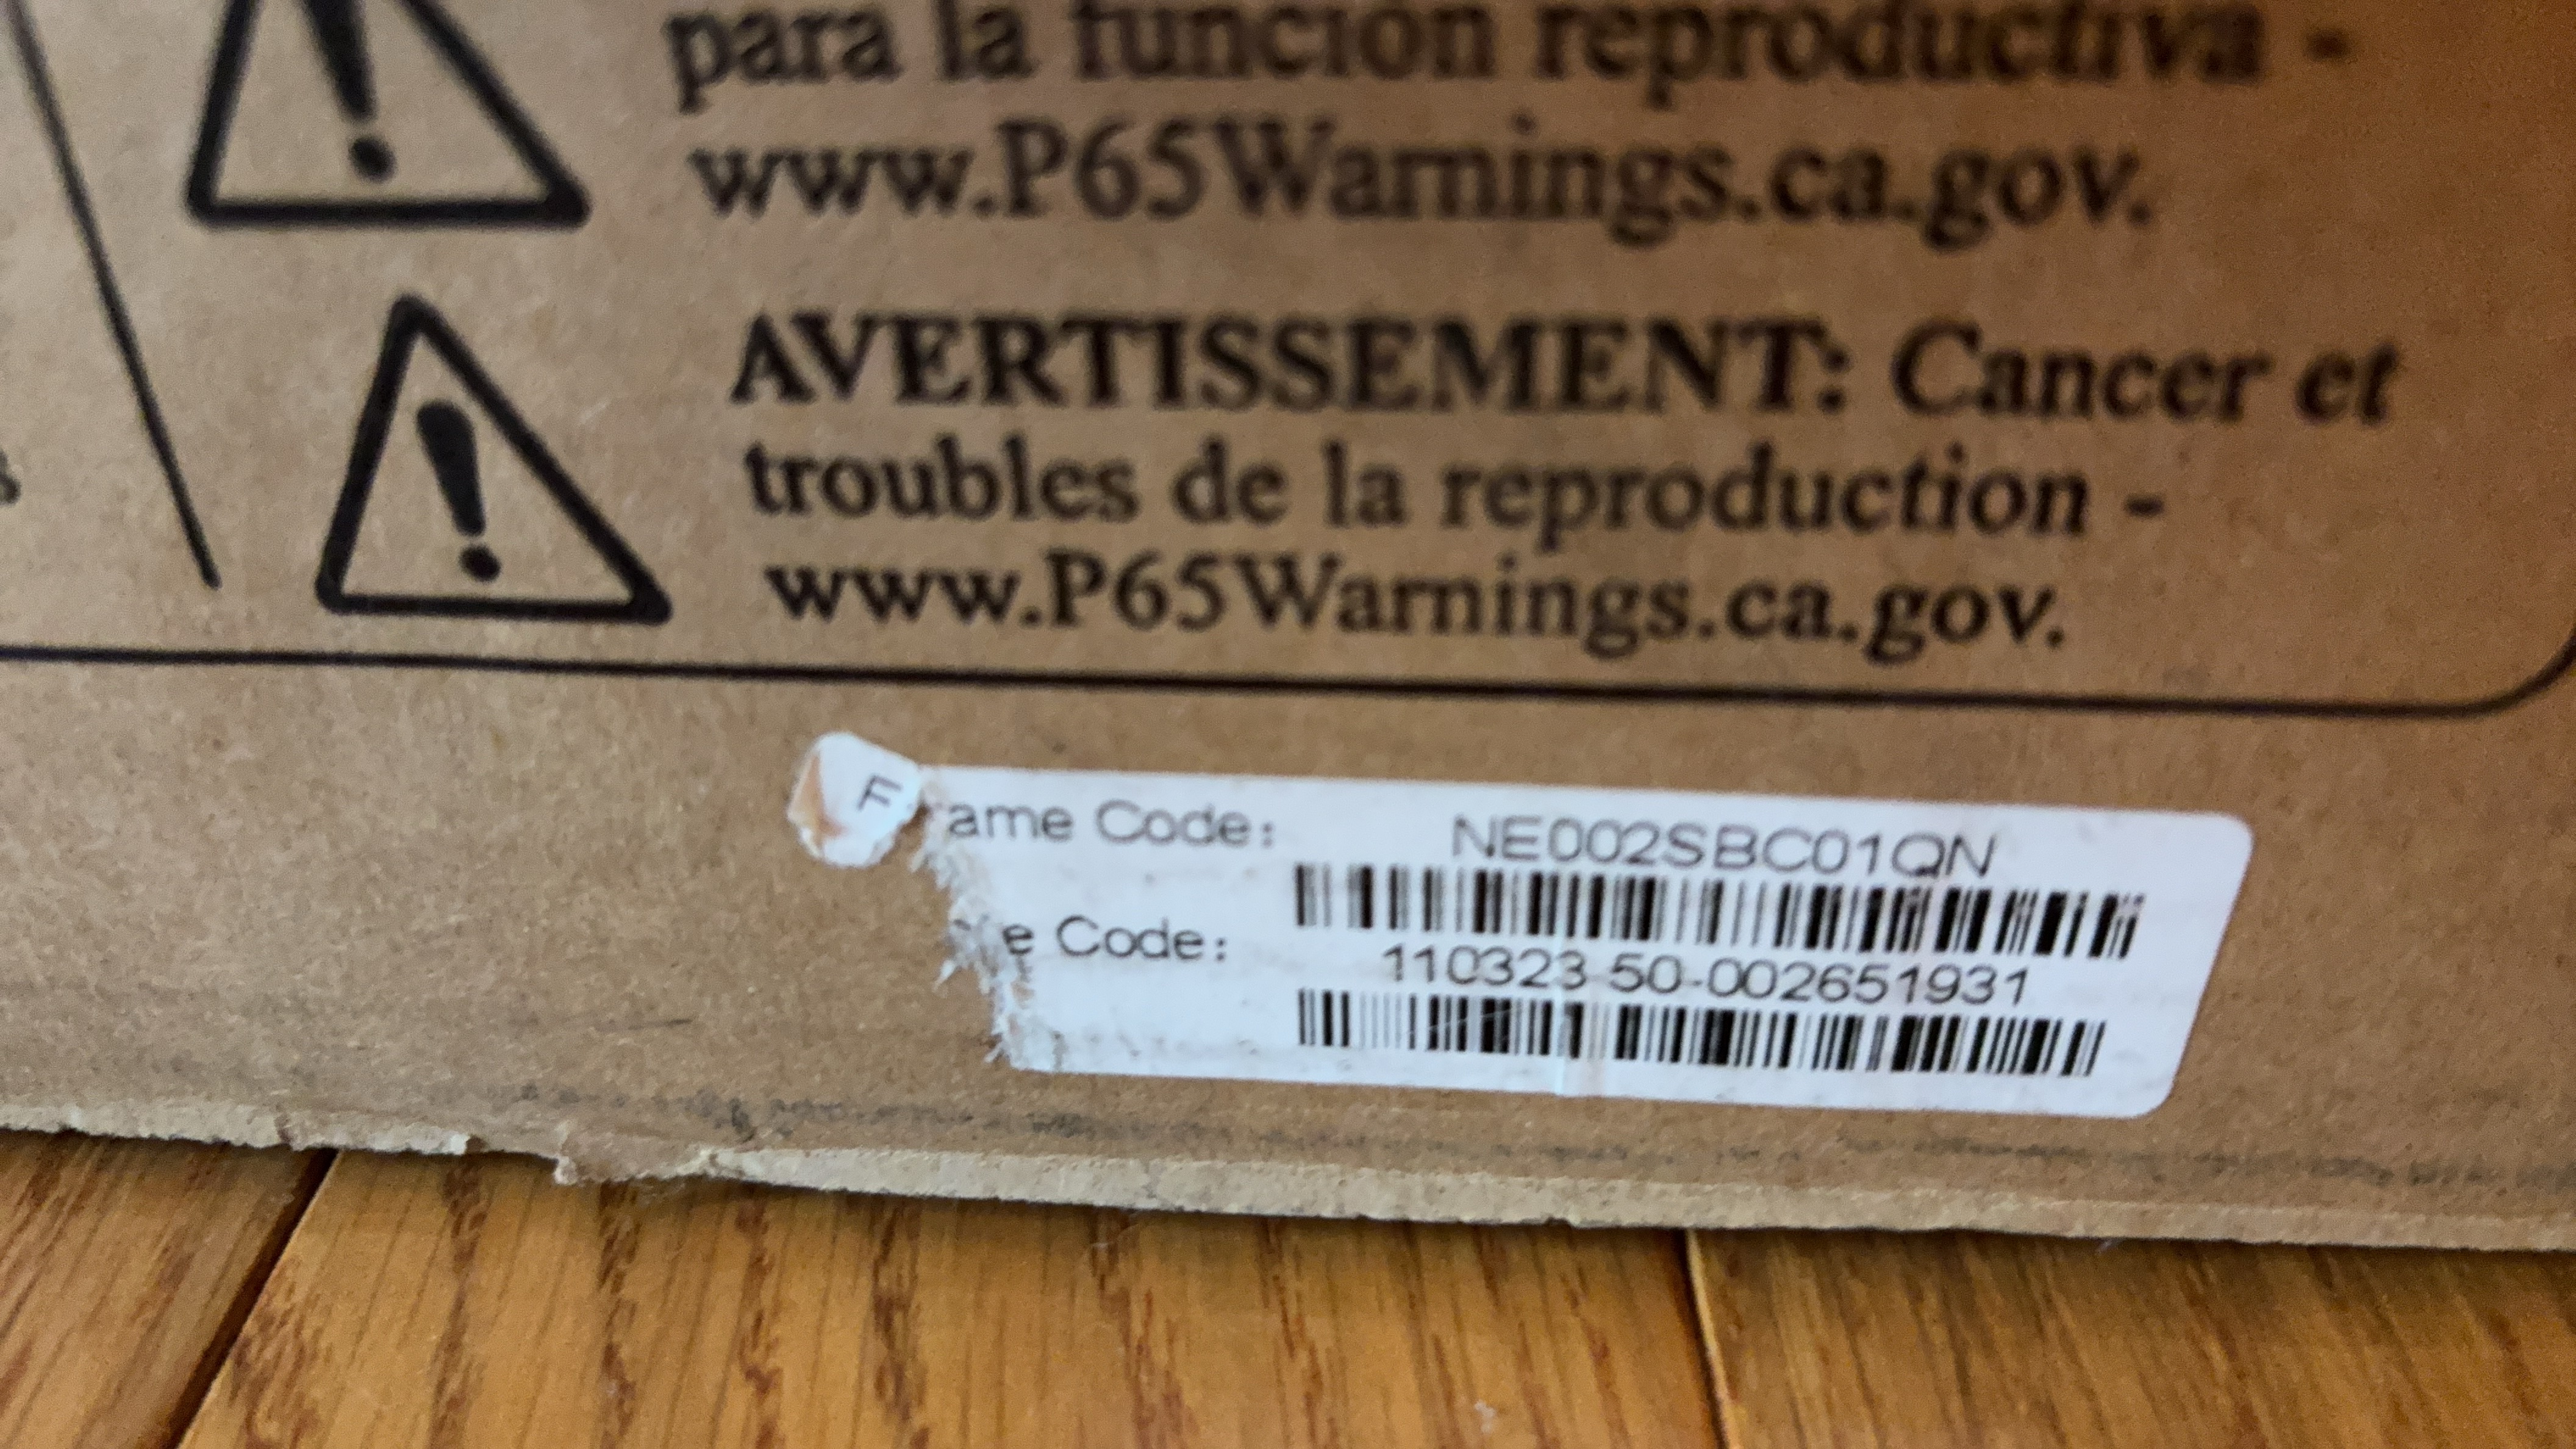 para la función reproductiva -
www.P65Warnings.ca.gov.
AVERTISSEMENT: Cancer et
troubles de la reproduction -
www.P65Warnings.ca.gov.
Frame Code: NE002SBC01QN
Code: 110323 50-002651931